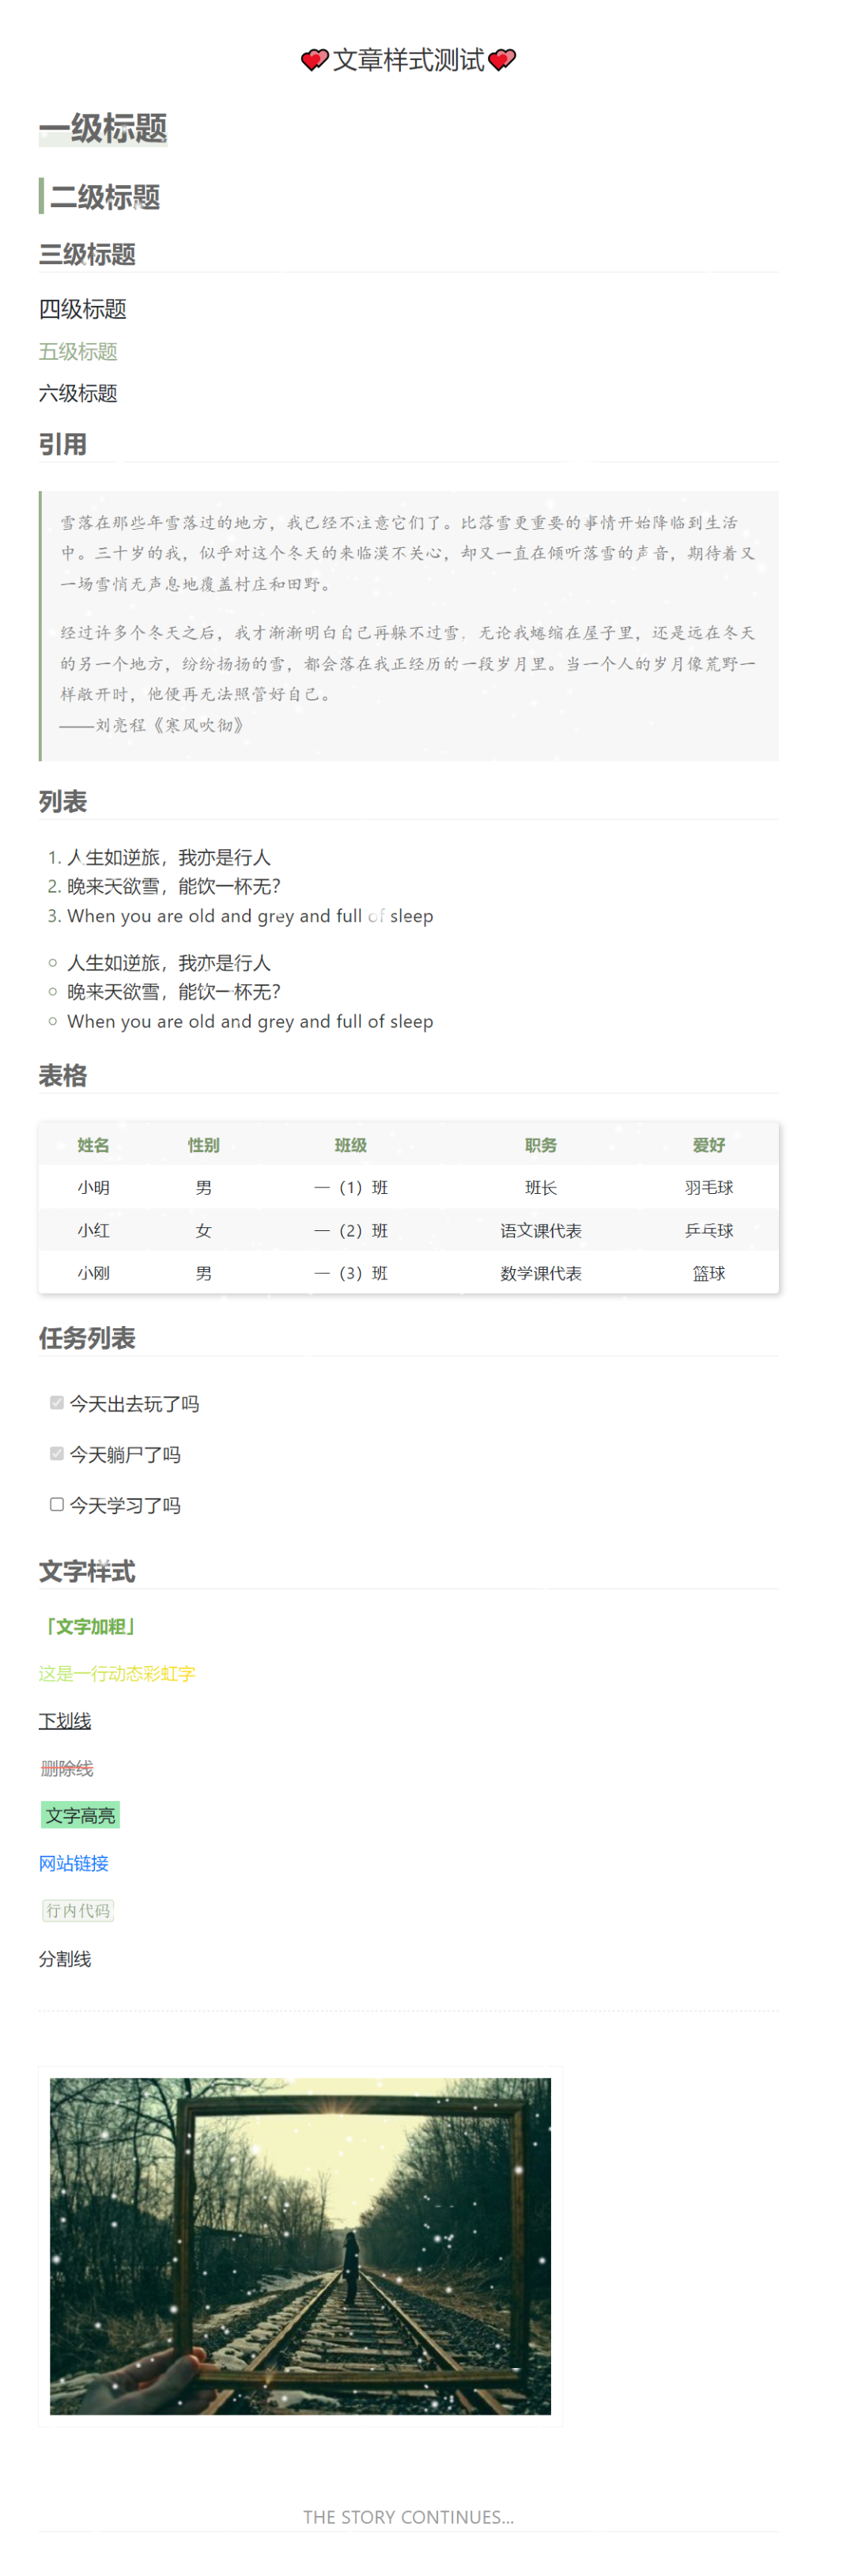 文章样式测试
一级标题
二级标题
三级标题
四级标题
五级标题
六级标题
引用
雪落在那些年雪落过的地方，我已经不注意它们了。比落雪更重要的事情开始降临到生活
中。三十岁的我，似乎对这个冬天的来临漠不关心，却又一直在倾听落雪的声音，期待着又
一场雪悄无声息地覆盖村庄和田野。
经过许多个冬天之后，我才渐渐明白自己再躲不过雪，无论我蜷缩在屋子里，还是远在冬天
的另一个地方，纷纷扬扬的雪，都会落在我正经历的一段岁月里。当一个人的岁月像荒野一
样敞开时，他便再无法照管好自己。
——刘亮程《寒风吹彻》
列表
1. 人生如逆旅，我亦是行人
2. 晚来天欲雪，能饮一杯无？
3. When you are old and grey and full of sleep
人生如逆旅，我亦是行人
晚来天欲雪，能饮一杯无？
When you are old and grey and full of sleep
表格
姓名 性别 班级 职务 爱好
小明 男 一（1）班 班长 羽毛球
小红 女 一（2）班 语文课代表 乒乓球
小刚 男 一（3）班 数学课代表 篮球
任务列表
今天出去玩了吗
今天躺尸了吗
今天学习了吗
文字样式
「文字加粗」
这是一行动态彩虹字
下划线
删除线
文字高亮
网站链接
行内代码
分割线
THE STORY CONTINUES...